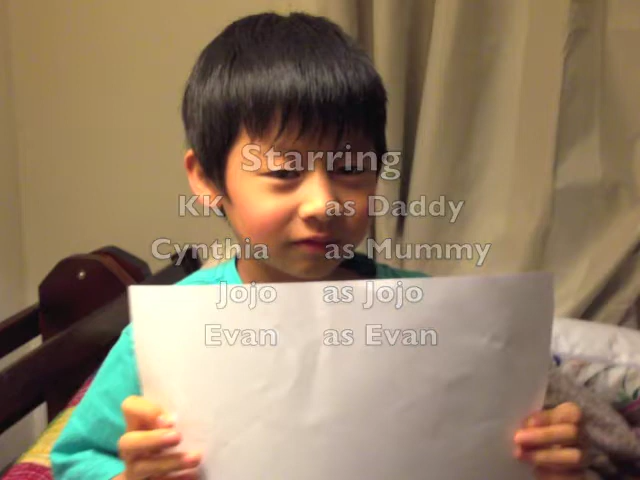 Starring
KK as Daddy
Cynthia as Mummy
Jojo as Jojo
Evan as Evan